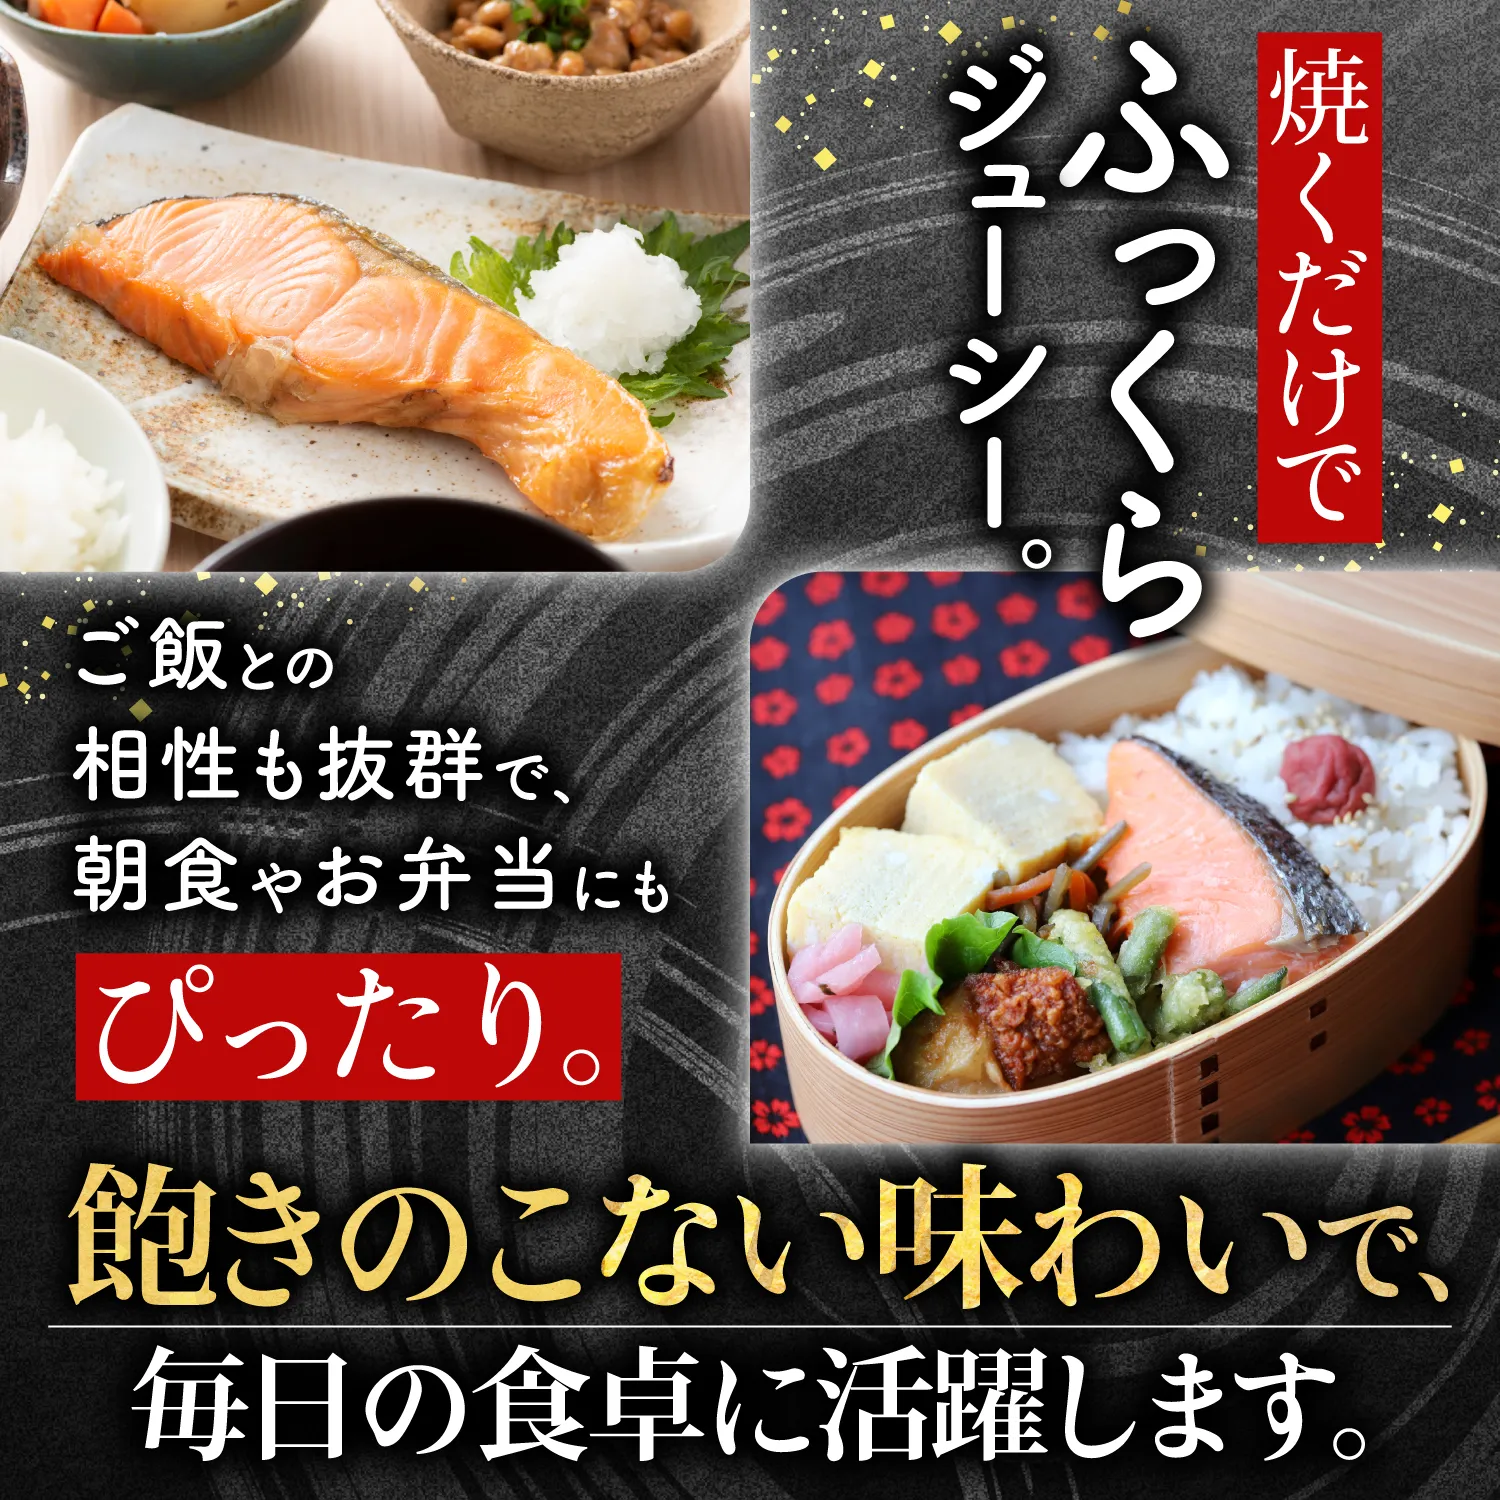 焼くだけで
ふっくら
ジューシー。
ご飯との
相性も抜群で、
朝食やお弁当にも
ぴったり。
飽きのこない味わいで、
毎日の食卓に活躍します。